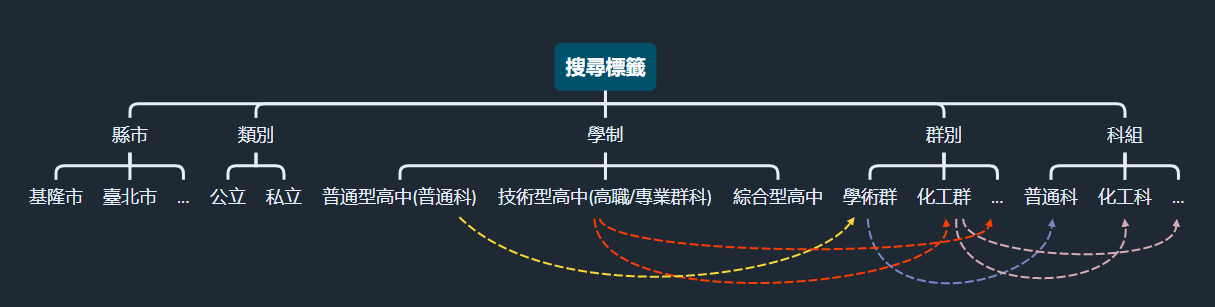 搜尋標籤
縣市 類別 學制 群別 科組
基隆市 臺北市 ... 公立 私立 普通型高中(普通科) 技術型高中(高職/專業群科) 綜合型高中 學術群 化工群 ... 普通科 化工科 ...